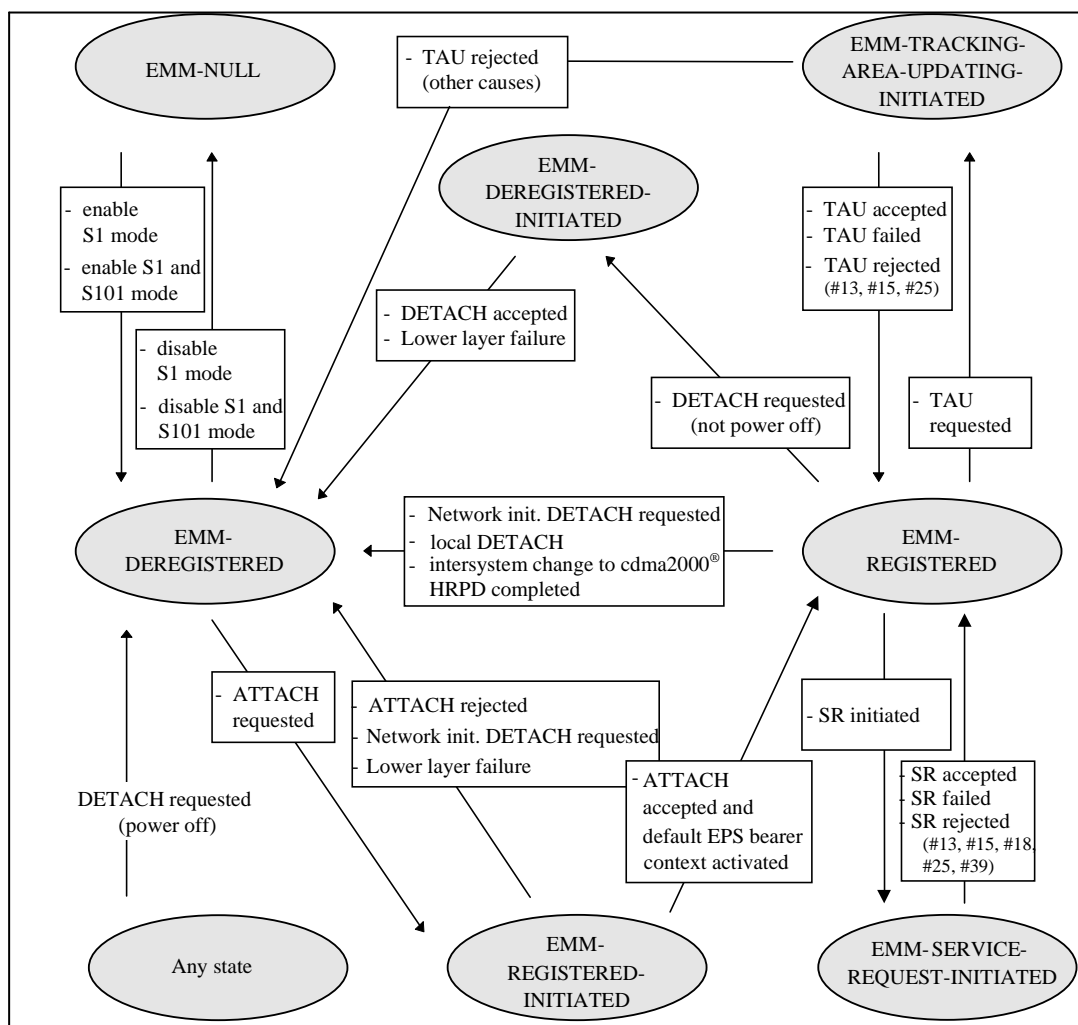 EMM-NULL
- TAU rejected
(other causes)
EMM-TRACKING-
AREA-UPDATING-
INITIATED
EMM-
DEREGISTERED-
INITIATED
- enable
S1 mode
- enable S1 and
S101 mode
- TAU accepted
- TAU failed
- TAU rejected
(#13, #15, #25)
- DETACH accepted
- Lower layer failure
- disable
S1 mode
- disable S1 and
S101 mode
- DETACH requested
(not power off)
- TAU
requested
EMM-
DEREGISTERED
- Network init. DETACH requested
- local DETACH
- intersystem change to cdma2000®
HRPD completed
EMM-
REGISTERED
- ATTACH
requested
- ATTACH rejected
- Network init. DETACH requested
- Lower layer failure
- SR initiated
DETACH requested
(power off)
- ATTACH
accepted and
default EPS bearer
context activated
- SR accepted
- SR failed
- SR rejected
(#13, #15, #18,
#25, #39)
Any state
EMM-
REGISTERED-
INITIATED
EMM-SERVICE-
REQUEST-INITIATED